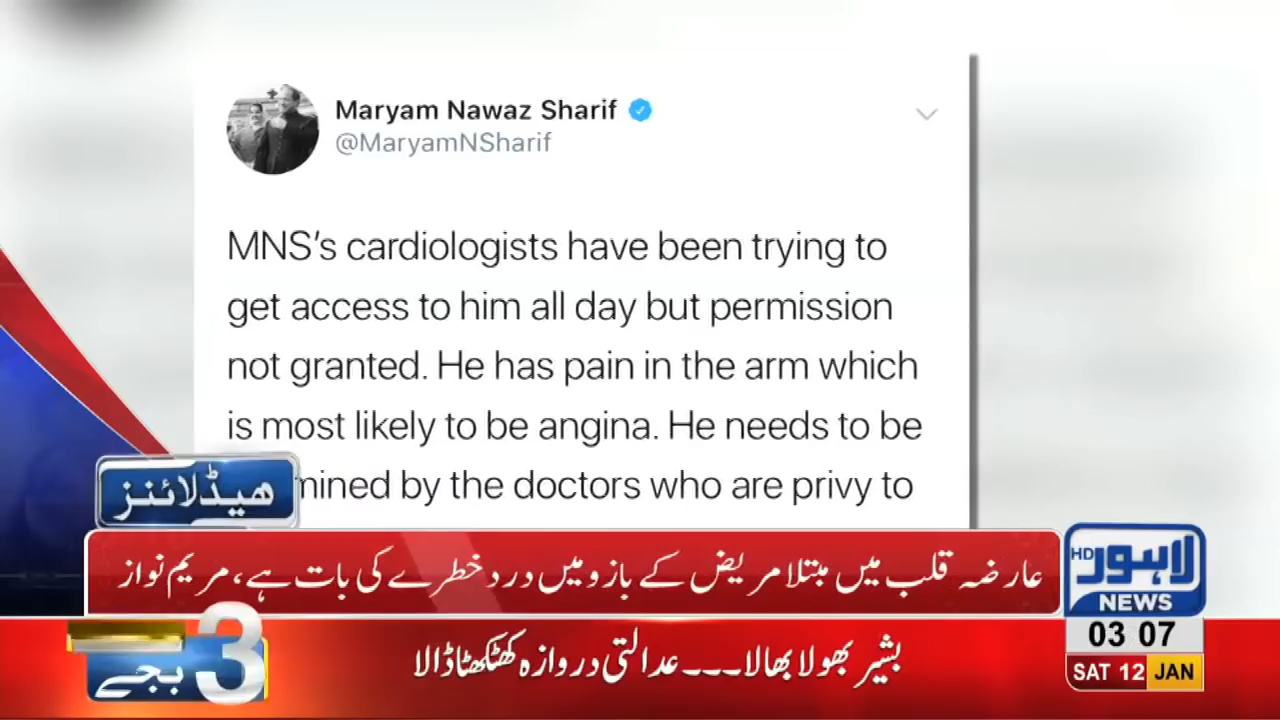 Maryam Nawaz Sharif
@MaryamNSharif
MNS's cardiologists have been trying to
get access to him all day but permission
not granted. He has pain in the arm which
is most likely to be angina. He needs to be
mined by the doctors who are privy to
ھیڈلائنز
عارضہ قلب میں مبتلا مریض کے بازو میں درد خطرے کی بات ہے، مریم نواز
HD لاہور
NEWS
03 07
SAT 12 JAN
3 بجے
بشیر بھولا بھالا۔۔۔عدالتی دروازہ کھٹکھٹا ڈالا